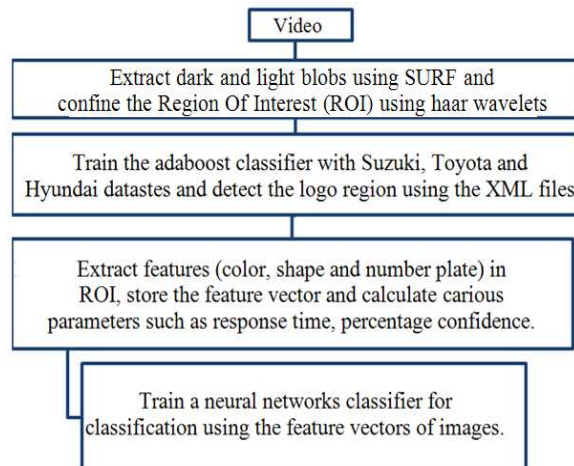 Video
Extract dark and light blobs using SURF and
confine the Region Of Interest (ROI) using haar wavelets
Train the adaboost classifier with Suzuki, Toyota and
Hyundai datastes and detect the logo region using the XML files
Extract features (color, shape and number plate) in
ROI, store the feature vector and calculate carious
parameters such as response time, percentage confidence.
Train a neural networks classifier for
classification using the feature vectors of images.